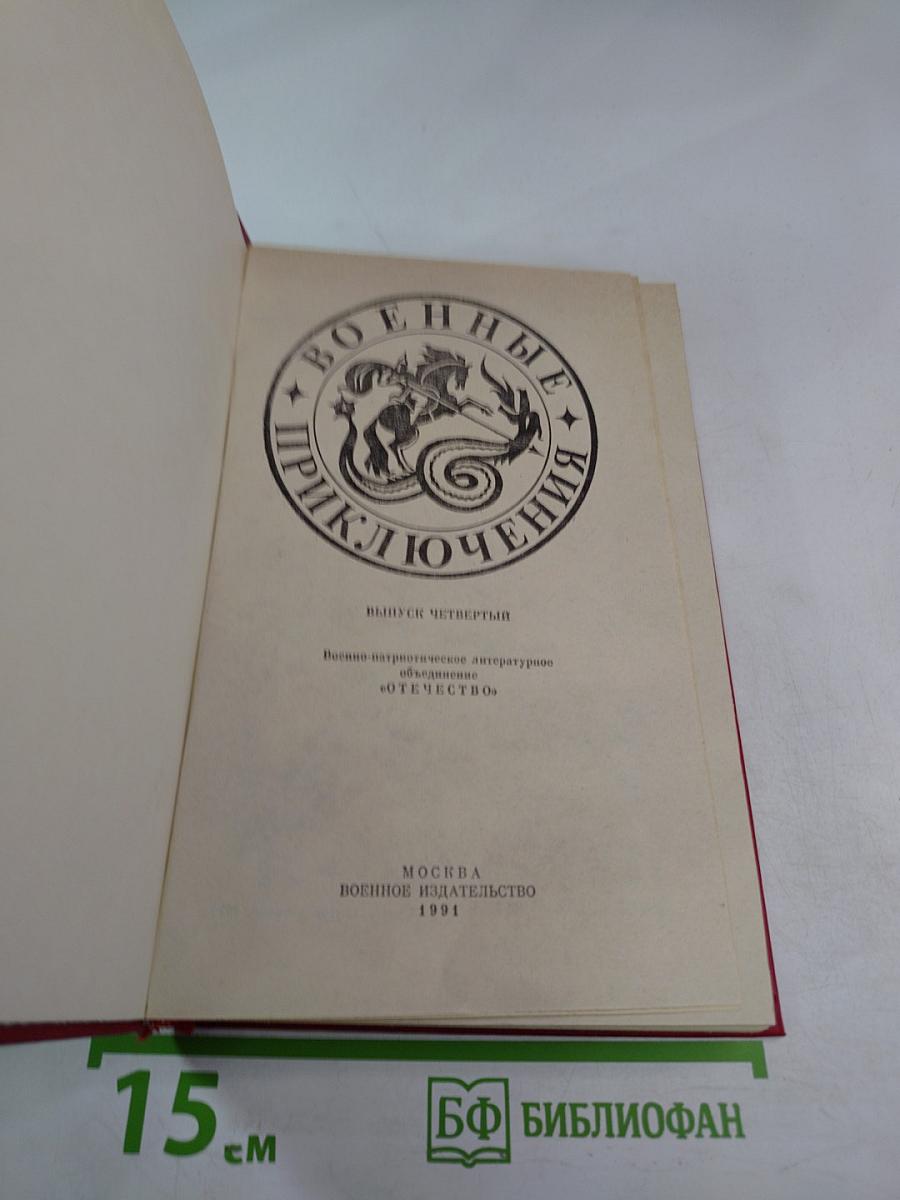 ВОЕННЫЕ
ПРИКЛЮЧЕНИЯ
ВЫПУСК ЧЕТВЕРТЫЙ
Военно-патриотическое литературное
объединение
«ОТЕЧЕСТВО»
МОСКВА
ВОЕННОЕ ИЗДАТЕЛЬСТВО
1991
15 см
БФ БИБЛИОФАН